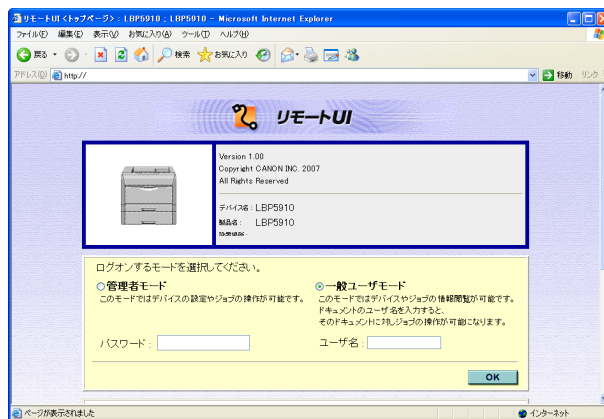 リモートUI <トップページ> : LBP5910 ; LBP5910 - Microsoft Internet Explorer
ファイル(F) 編集(E) 表示(V) お気に入り(A) ツール(T) ヘルプ(H)
戻る 検索 お気に入り
アドレス(D) http:// 移動 リンク
リモートUI
Version 1.00
Copyright CANON INC. 2007
All Rights Reserved
デバイス名 : LBP5910
製品名 : LBP5910
設置場所 :
ログオンするモードを選択してください。
管理者モード
このモードではデバイスの設定やジョブの操作が可能です。
パスワード :
一般ユーザモード
このモードではデバイスやジョブの情報閲覧が可能です。
ドキュメントのユーザ名を入力すると、
そのドキュメントに対しジョブの操作が可能になります。
ユーザ名 :
OK
ページが表示されました インターネット